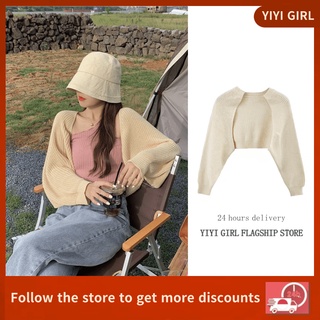 YIYI GIRL
24 hours delivery
YIYI GIRL FLAGSHIP STORE
Follow the store to get more discounts